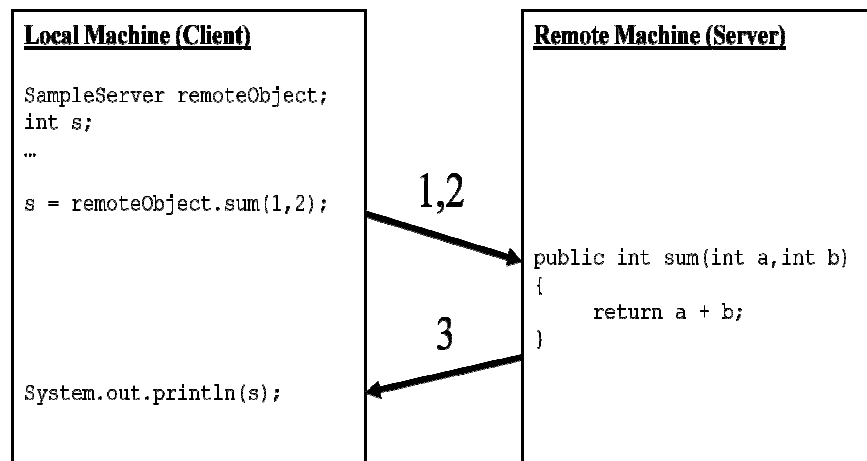 Local Machine (Client)
SampleServer remoteObject;
int s;
…
s = remoteObject.sum(1,2);
System.out.println(s);
1,2
3
Remote Machine (Server)
public int sum(int a,int b)
{
return a + b;
}